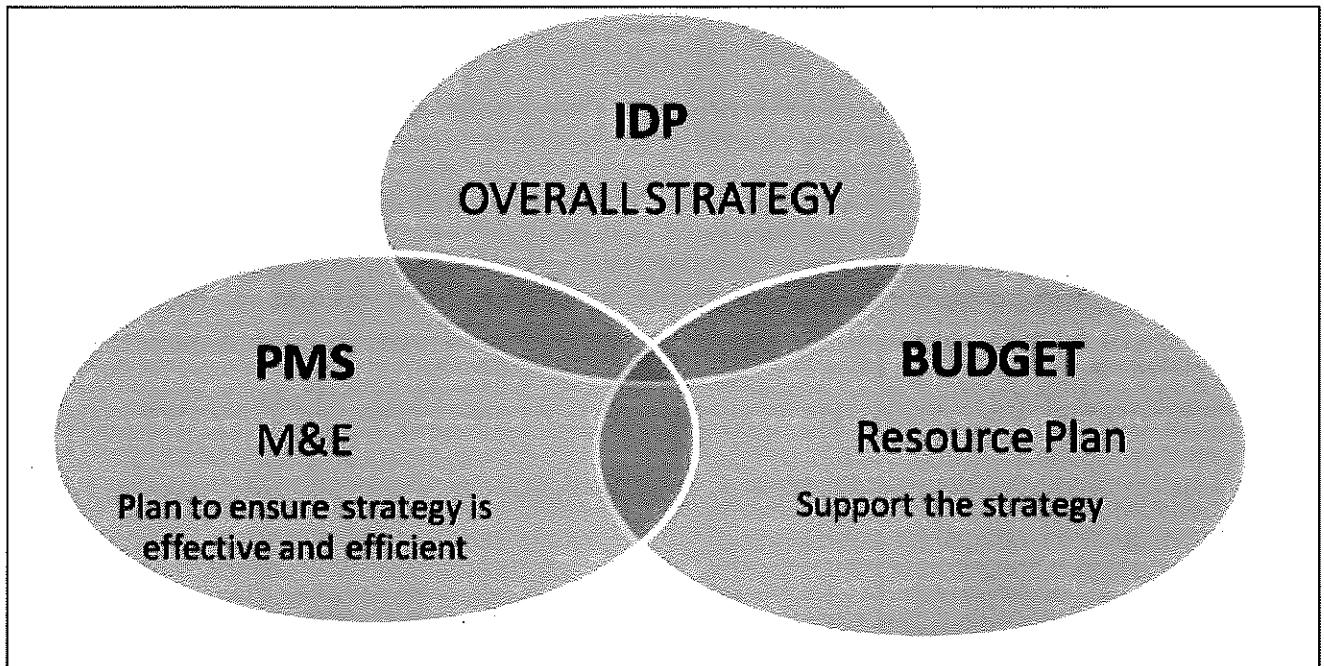 IDP
OVERALL STRATEGY
PMS
M&E
Plan to ensure strategy is
effective and efficient
BUDGET
Resource Plan
Support the strategy